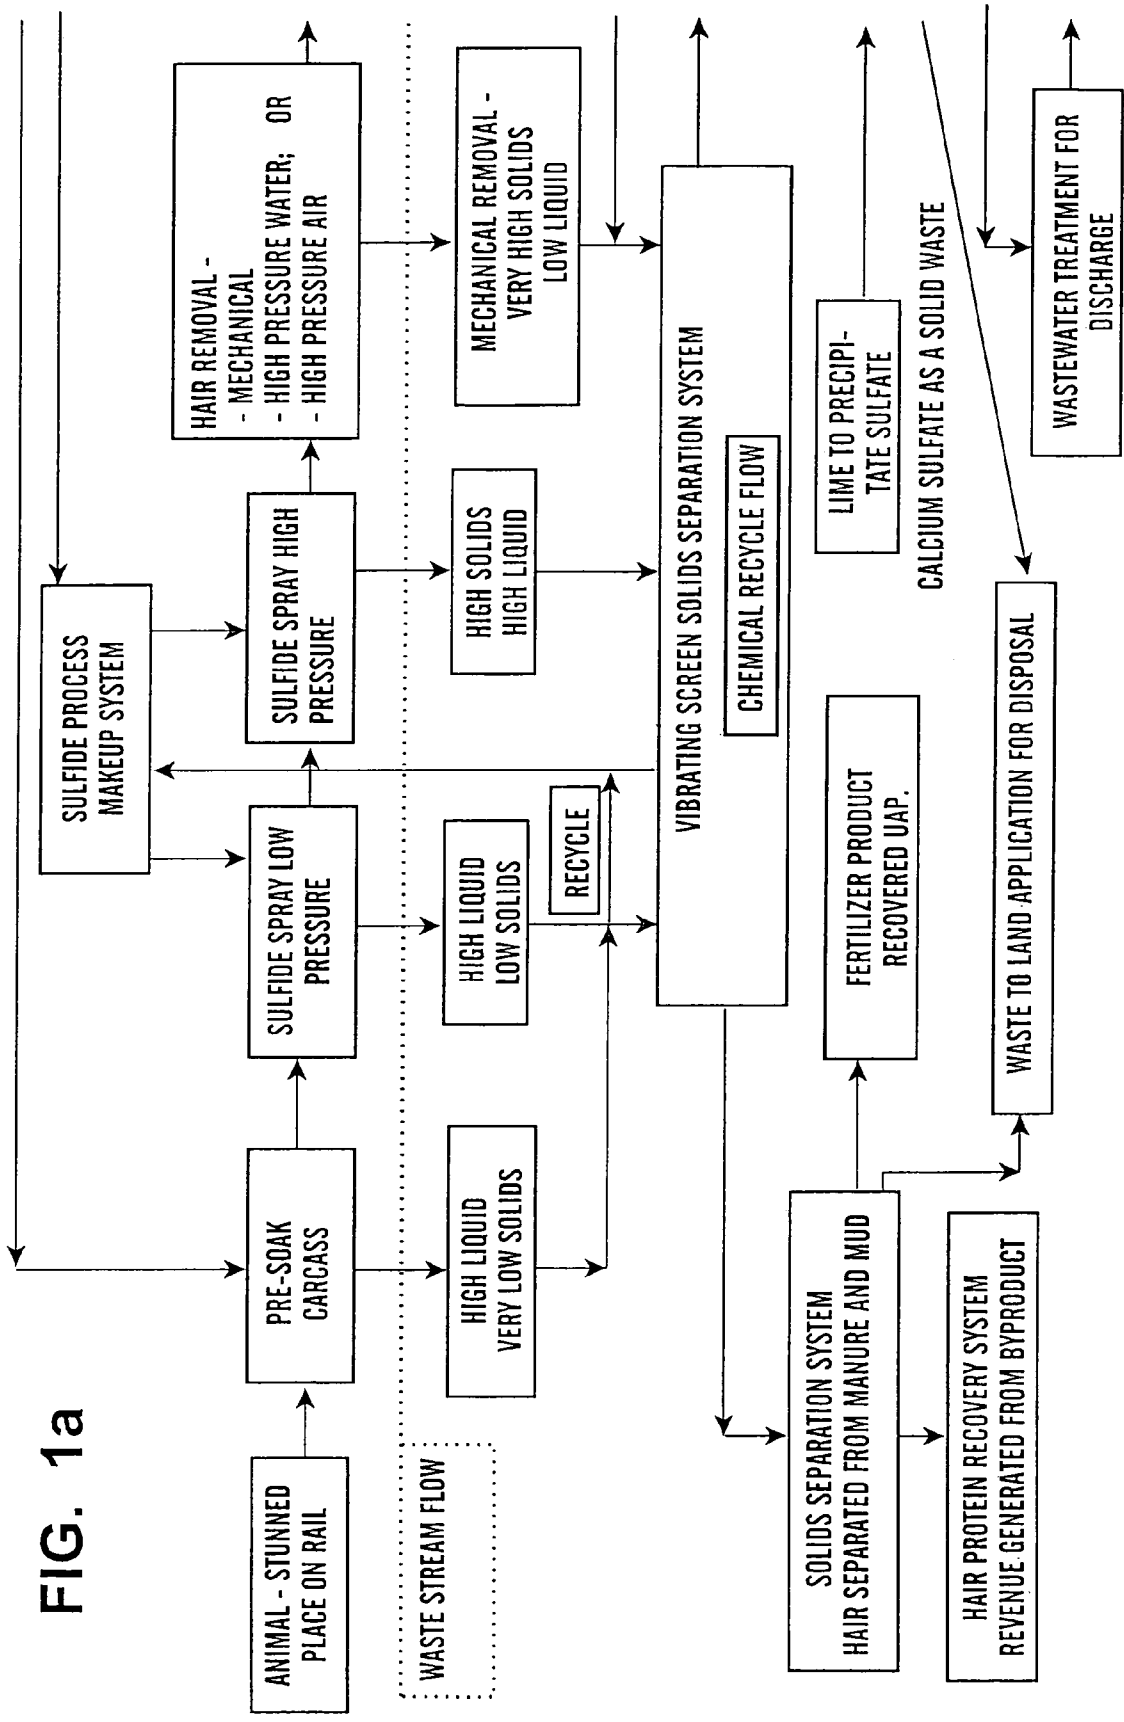 FIG. 1a
SULFIDE PROCESS
MAKEUP SYSTEM
ANIMAL - STUNNED
PLACE ON RAIL
PRE-SOAK
CARCASS
SULFIDE SPRAY LOW
PRESSURE
SULFIDE SPRAY HIGH
PRESSURE
HAIR REMOVAL -
- MECHANICAL
- HIGH PRESSURE WATER; OR
- HIGH PRESSURE AIR
WASTE STREAM FLOW
HIGH LIQUID
VERY LOW SOLIDS
HIGH LIQUID
LOW SOLIDS
HIGH SOLIDS
HIGH LIQUID
MECHANICAL REMOVAL -
VERY HIGH SOLIDS
LOW LIQUID
RECYCLE
VIBRATING SCREEN SOLIDS SEPARATION SYSTEM
CHEMICAL RECYCLE FLOW
SOLIDS SEPARATION SYSTEM
HAIR SEPARATED FROM MANURE AND MUD
FERTILIZER PRODUCT
RECOVERED UAP.
LIME TO PRECIPI-
TATE SULFATE
CALCIUM SULFATE AS A SOLID WASTE
HAIR PROTEIN RECOVERY SYSTEM
REVENUE GENERATED FROM BYPRODUCT
WASTE TO LAND APPLICATION FOR DISPOSAL
WASTEWATER TREATMENT FOR
DISCHARGE